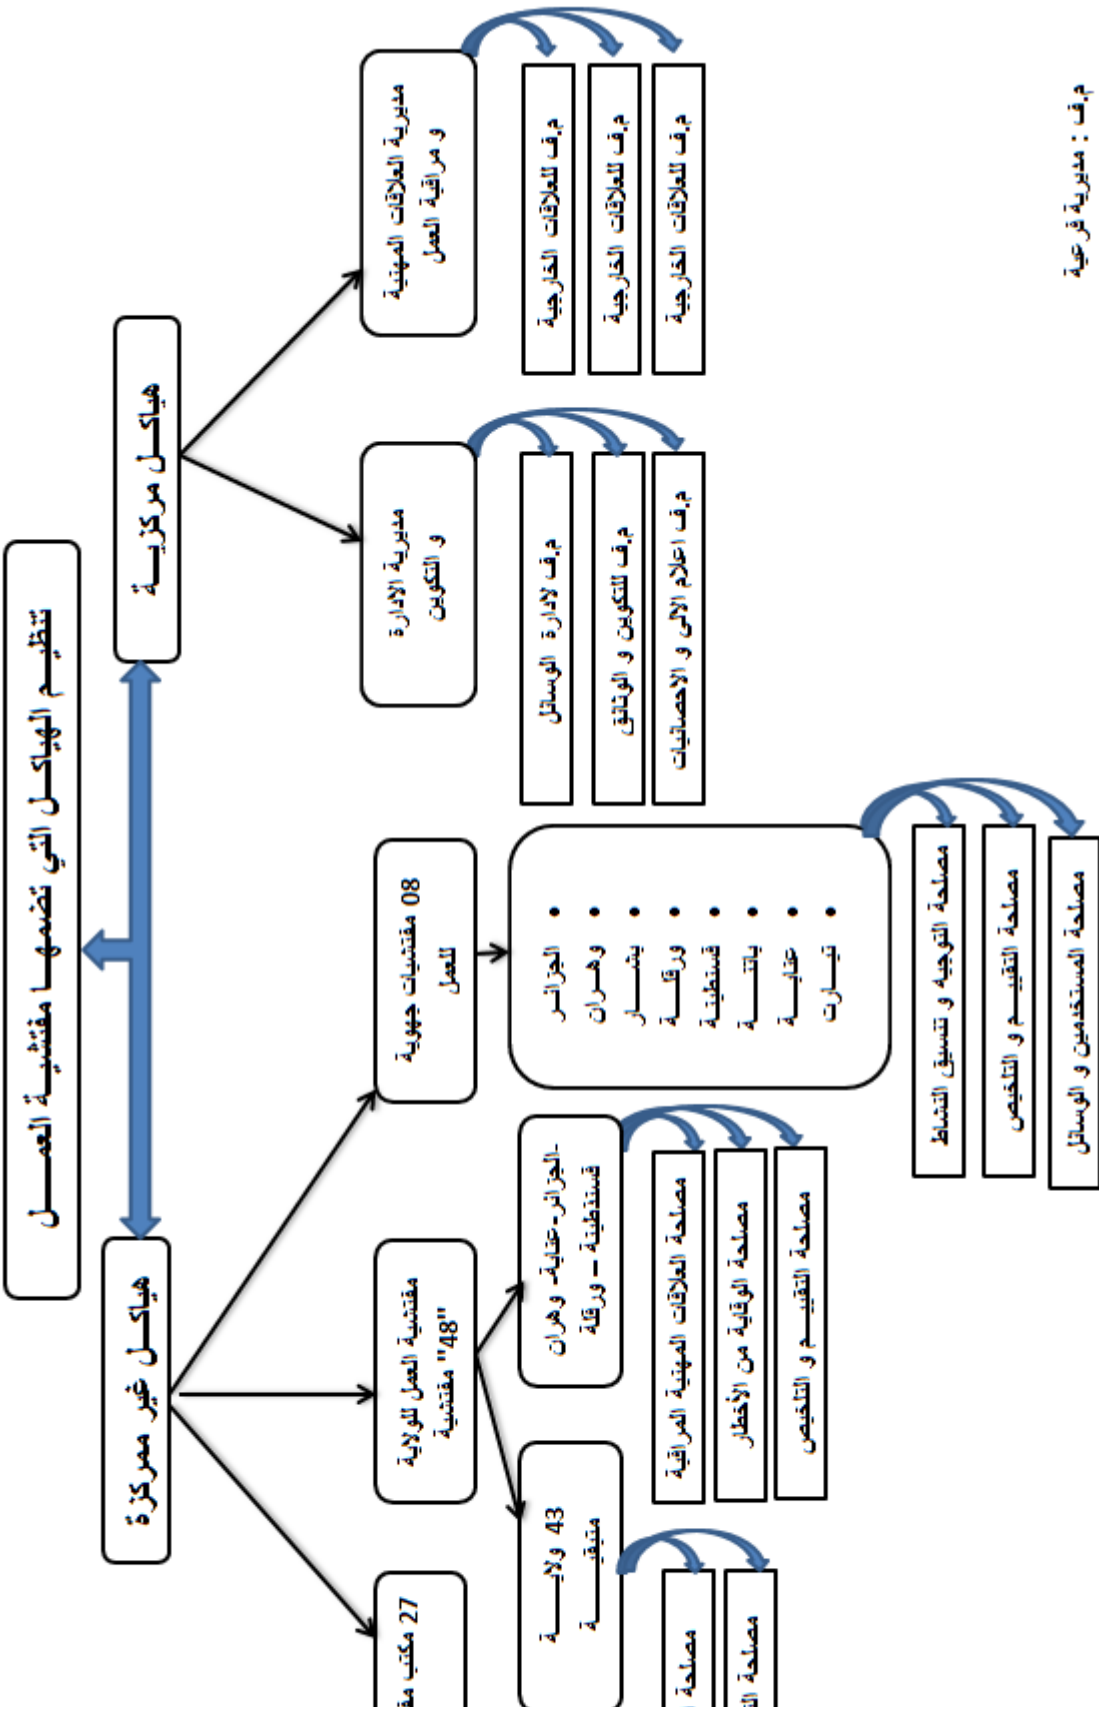 تنظيم الهياكل التي تضمها مفتشية العمل
هياكل مركزية
هياكل غير ممركزة
مديرية العلاقات المهنية
و مراقبة العمل
م.ف للعلاقات الخارجية
م.ف للعلاقات الخارجية
م.ف للعلاقات الخارجية
مديرية الادارة
و التكوين
م.ف لادارة الوسائل
م.ف للتكوين و الوثائق
م.ف اعلام الالي و الاحصائيات
08 مفتشيات جهوية
للعمل
• الجزائر
• وهران
• بشار
• ورقلة
• قسنطينة
• باتنة
• عنابة
• تيارت
مصلحة التوجيه و تنسيق النشاط
مصلحة التقييم و التلخيص
مصلحة المستخدمين و الوسائل
مفتشية العمل للولاية
"48" مفتشية
-الجزائر-عنابة- وهران
قسنطينة – ورقلة
مصلحة العلاقات المهنية المراقبة
مصلحة الوقاية من الأخطار
مصلحة التقييم و التلخيص
43 ولاية
متبقية
مصلحة
مصلحة
27 مكتب
م.ف : مديرية فرعية